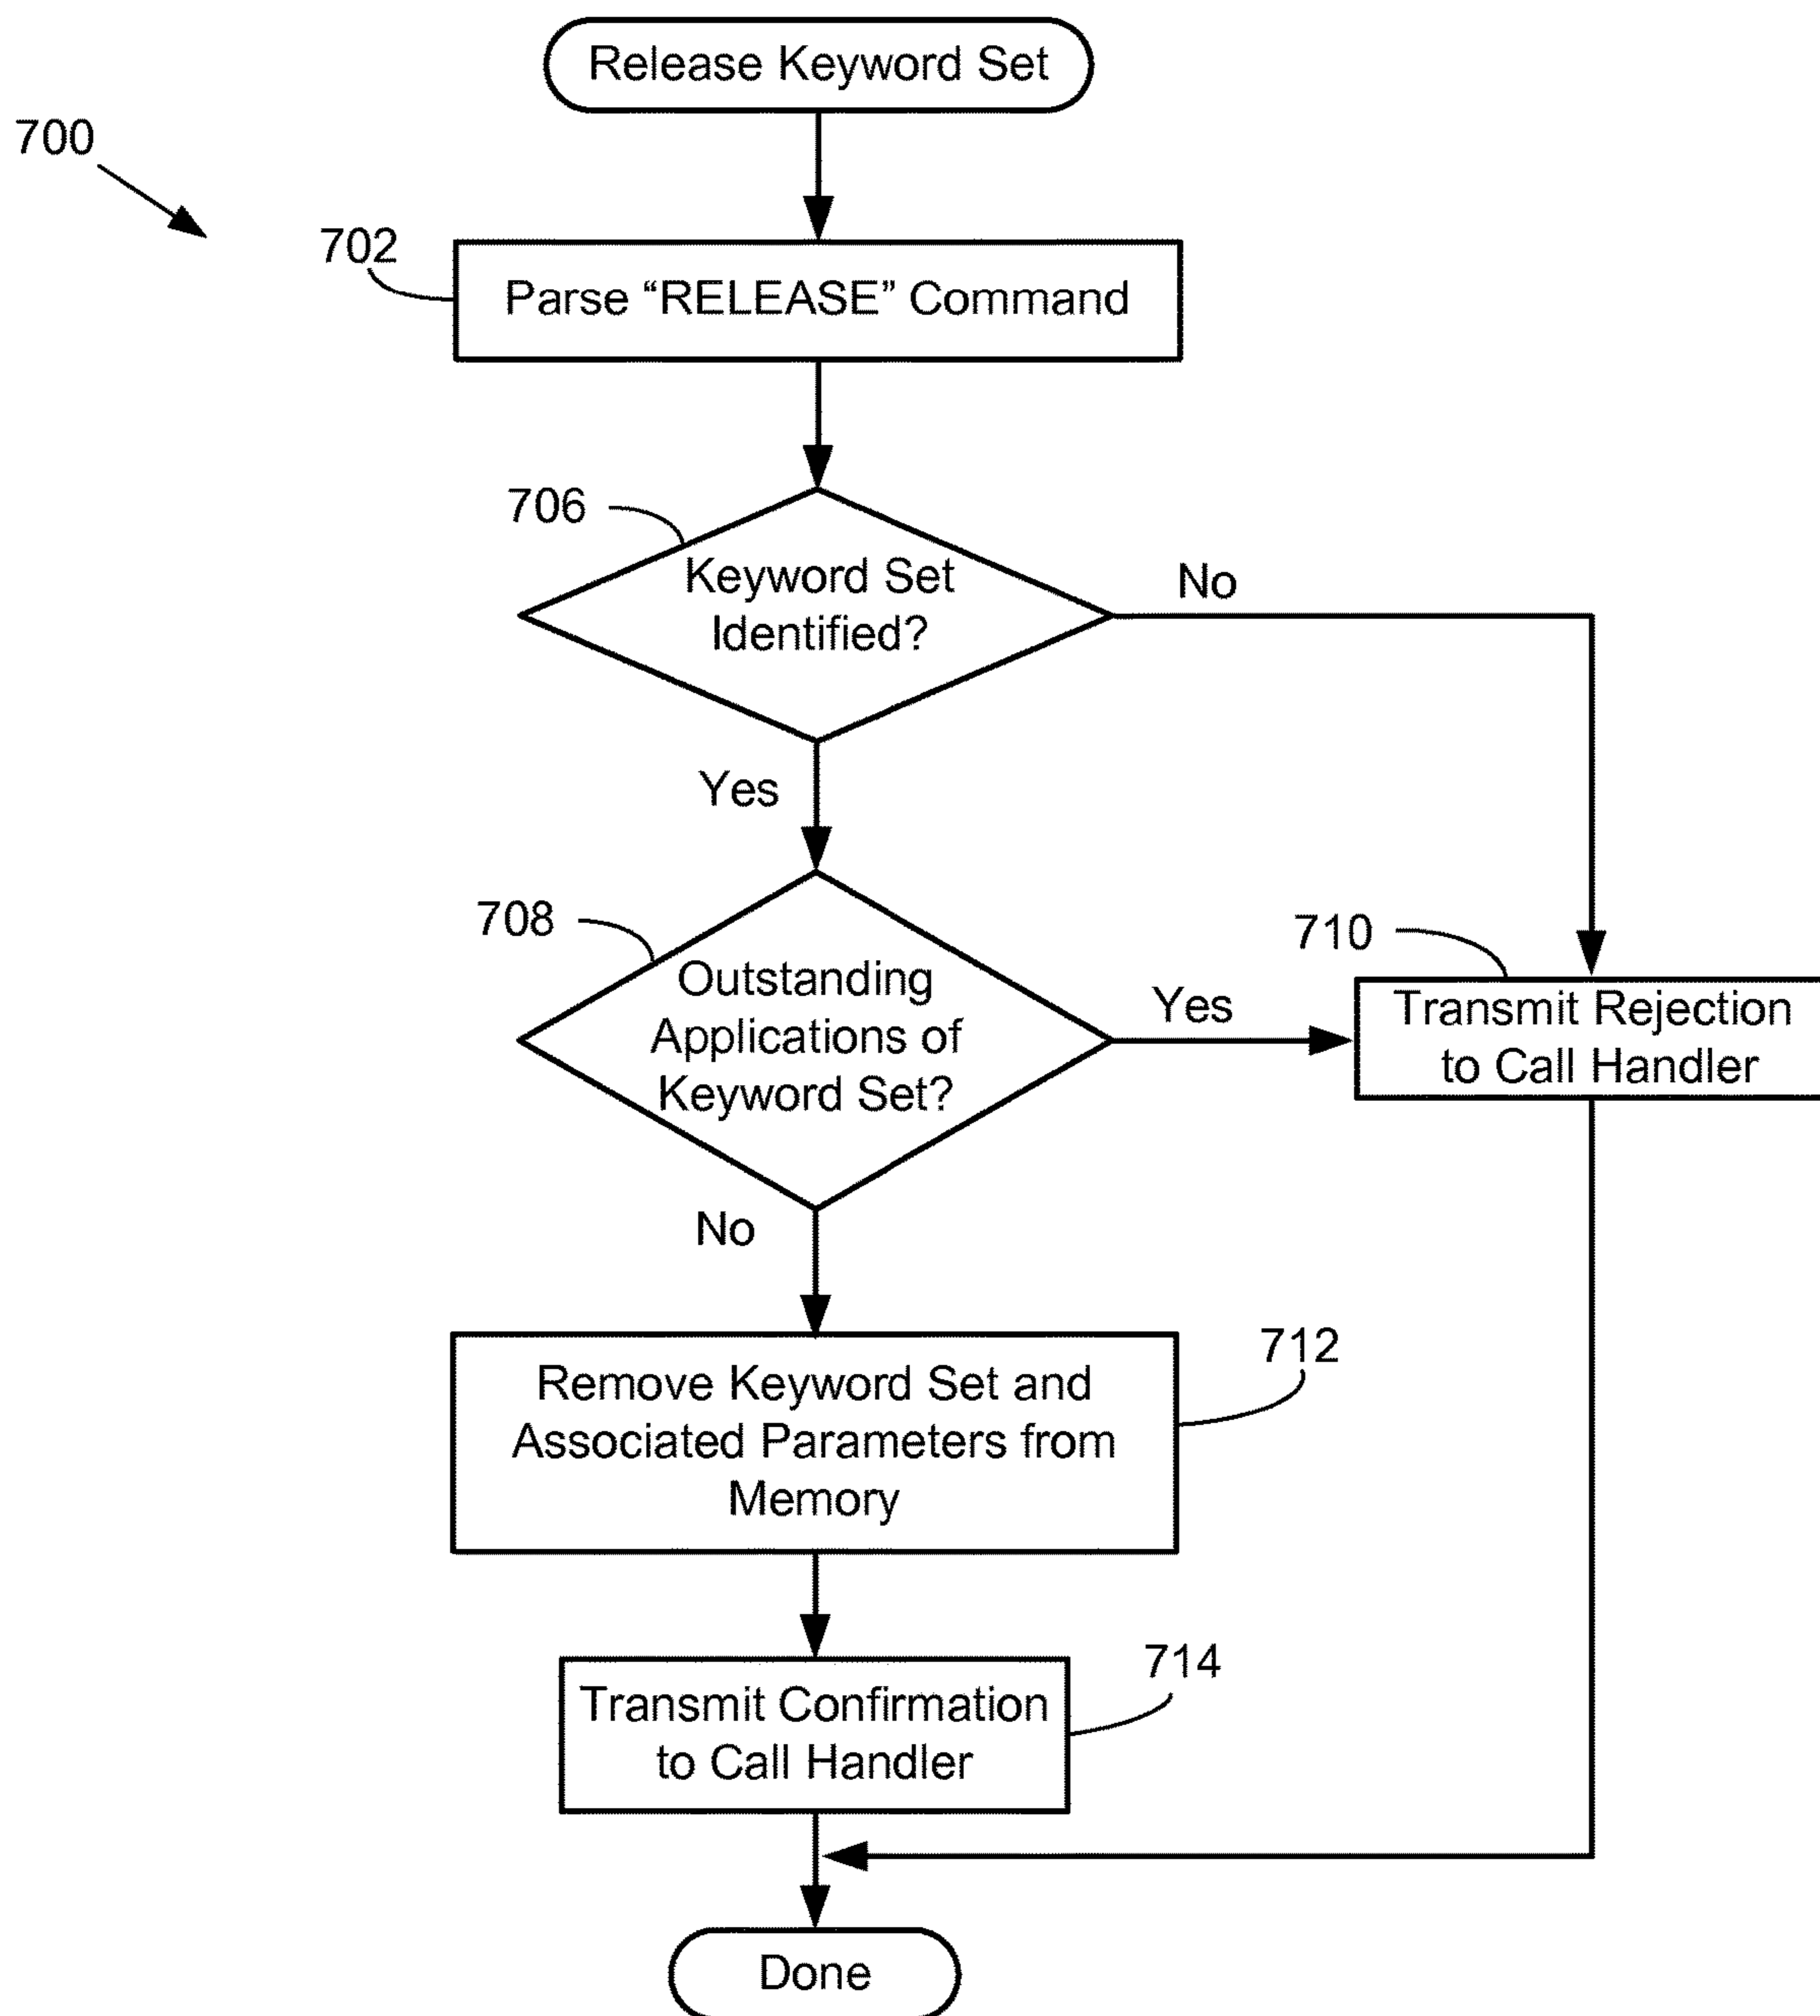 Release Keyword Set
700
702
Parse “RELEASE” Command
706
Keyword Set
Identified?
No
Yes
708
Outstanding
Applications of
Keyword Set?
Yes
710
Transmit Rejection
to Call Handler
No
712
Remove Keyword Set and
Associated Parameters from
Memory
714
Transmit Confirmation
to Call Handler
Done